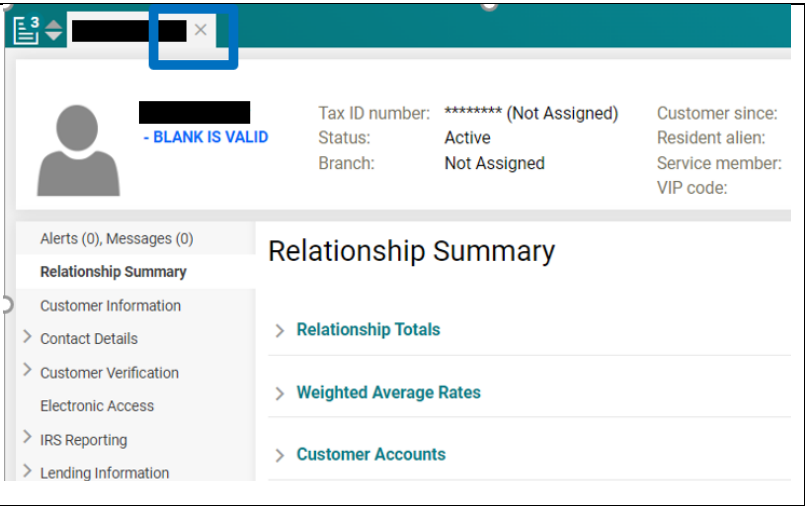 3
×
- BLANK IS VALID
Tax ID number: ******** (Not Assigned)
Status: Active
Branch: Not Assigned
Customer since:
Resident alien:
Service member:
VIP code:
Alerts (0), Messages (0)
Relationship Summary
Customer Information
Contact Details
Customer Verification
Electronic Access
IRS Reporting
Lending Information
Relationship Summary
Relationship Totals
Weighted Average Rates
Customer Accounts